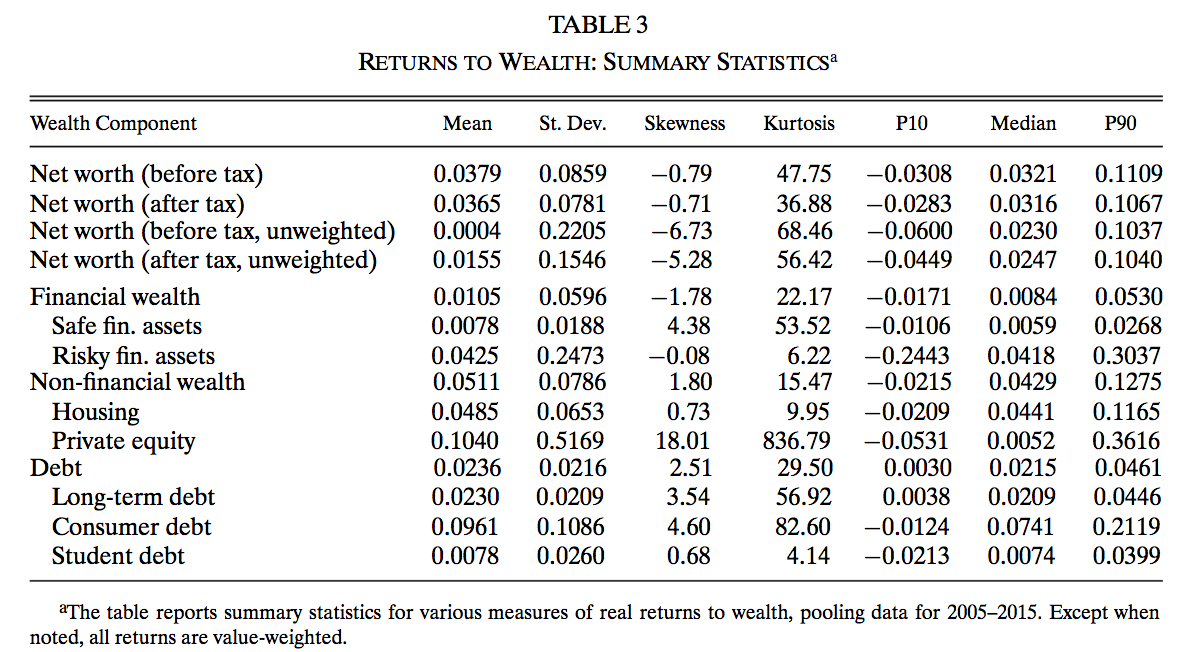 TABLE 3
RETURNS TO WEALTH: SUMMARY STATISTICSa
Wealth Component Mean St. Dev. Skewness Kurtosis P10 Median P90
Net worth (before tax) 0.0379 0.0859 −0.79 47.75 −0.0308 0.0321 0.1109
Net worth (after tax) 0.0365 0.0781 −0.71 36.88 −0.0283 0.0316 0.1067
Net worth (before tax, unweighted) 0.0004 0.2205 −6.73 68.46 −0.0600 0.0230 0.1037
Net worth (after tax, unweighted) 0.0155 0.1546 −5.28 56.42 −0.0449 0.0247 0.1040
Financial wealth 0.0105 0.0596 −1.78 22.17 −0.0171 0.0084 0.0530
Safe fin. assets 0.0078 0.0188 4.38 53.52 −0.0106 0.0059 0.0268
Risky fin. assets 0.0425 0.2473 −0.08 6.22 −0.2443 0.0418 0.3037
Non-financial wealth 0.0511 0.0786 1.80 15.47 −0.0215 0.0429 0.1275
Housing 0.0485 0.0653 0.73 9.95 −0.0209 0.0441 0.1165
Private equity 0.1040 0.5169 18.01 836.79 −0.0531 0.0052 0.3616
Debt 0.0236 0.0216 2.51 29.50 0.0030 0.0215 0.0461
Long-term debt 0.0230 0.0209 3.54 56.92 0.0038 0.0209 0.0446
Consumer debt 0.0961 0.1086 4.60 82.60 −0.0124 0.0741 0.2119
Student debt 0.0078 0.0260 0.68 4.14 −0.0213 0.0074 0.0399
aThe table reports summary statistics for various measures of real returns to wealth, pooling data for 2005–2015. Except when
noted, all returns are value-weighted.